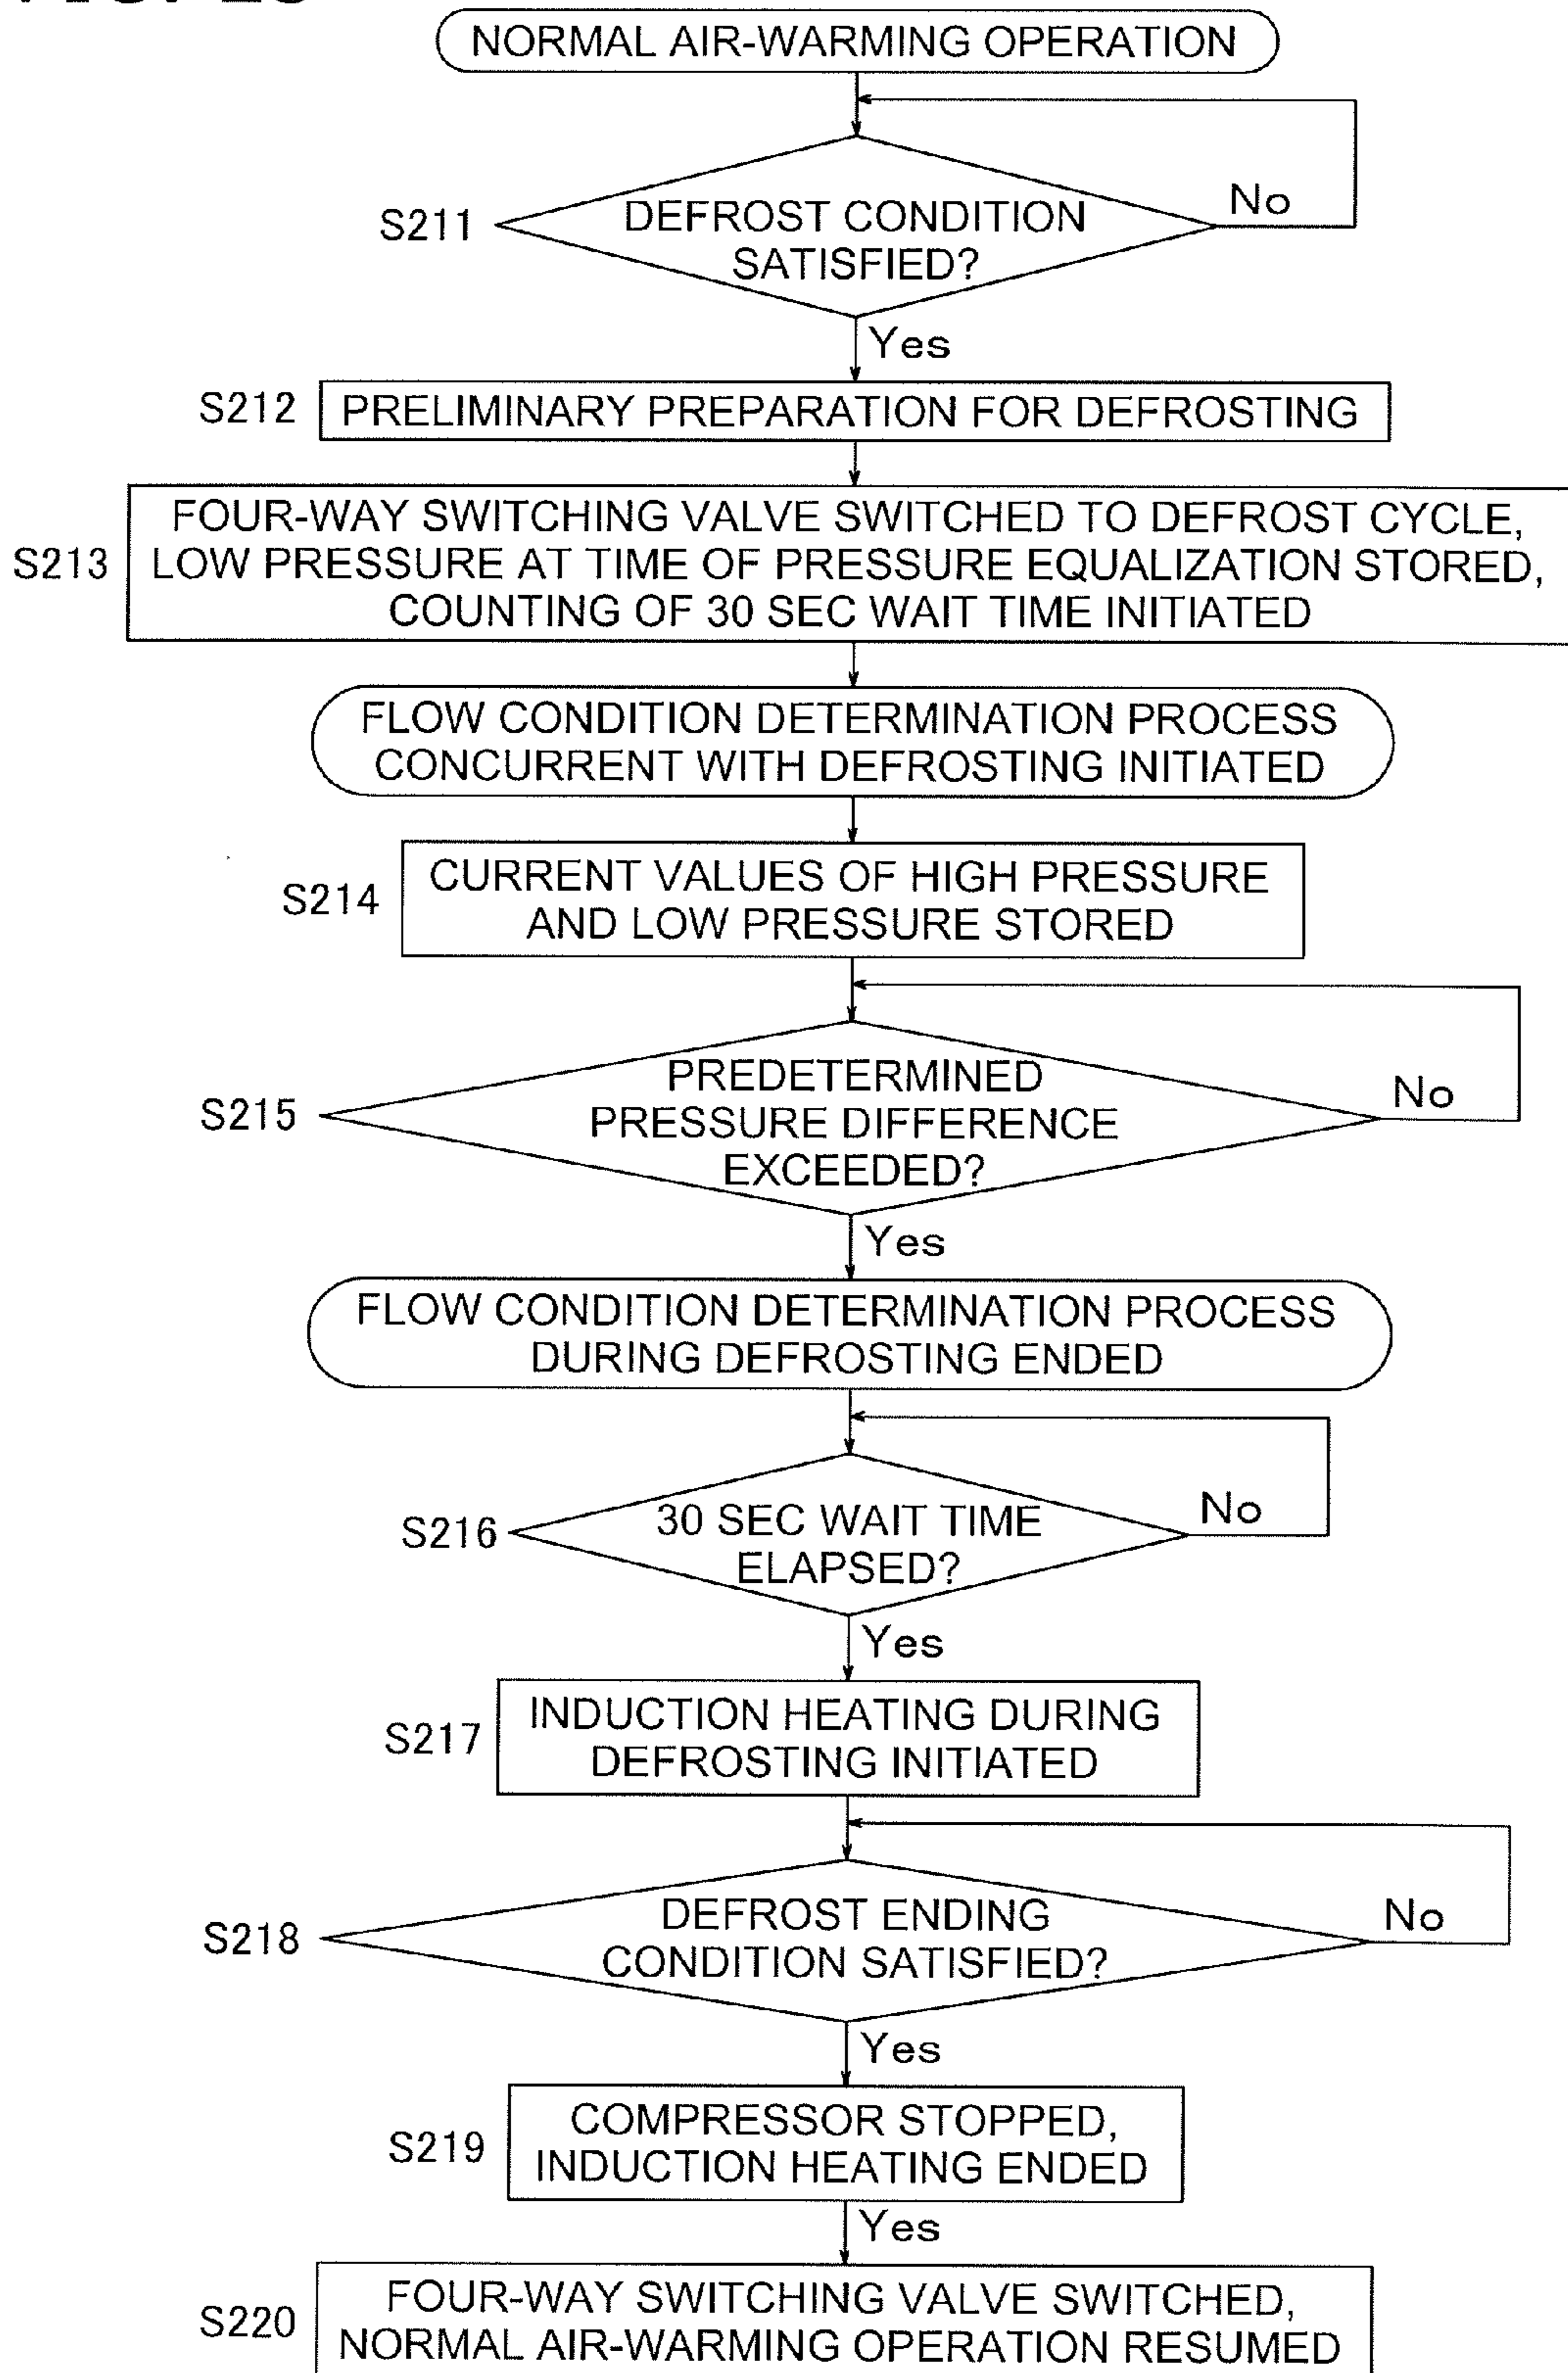 NORMAL AIR-WARMING OPERATION
S211
DEFROST CONDITION
SATISFIED?
No
Yes
S212
PRELIMINARY PREPARATION FOR DEFROSTING
S213
FOUR-WAY SWITCHING VALVE SWITCHED TO DEFROST CYCLE,
LOW PRESSURE AT TIME OF PRESSURE EQUALIZATION STORED,
COUNTING OF 30 SEC WAIT TIME INITIATED
FLOW CONDITION DETERMINATION PROCESS
CONCURRENT WITH DEFROSTING INITIATED
S214
CURRENT VALUES OF HIGH PRESSURE
AND LOW PRESSURE STORED
S215
PREDETERMINED
PRESSURE DIFFERENCE
EXCEEDED?
No
Yes
FLOW CONDITION DETERMINATION PROCESS
DURING DEFROSTING ENDED
S216
30 SEC WAIT TIME
ELAPSED?
No
Yes
S217
INDUCTION HEATING DURING
DEFROSTING INITIATED
S218
DEFROST ENDING
CONDITION SATISFIED?
No
Yes
S219
COMPRESSOR STOPPED,
INDUCTION HEATING ENDED
Yes
S220
FOUR-WAY SWITCHING VALVE SWITCHED,
NORMAL AIR-WARMING OPERATION RESUMED